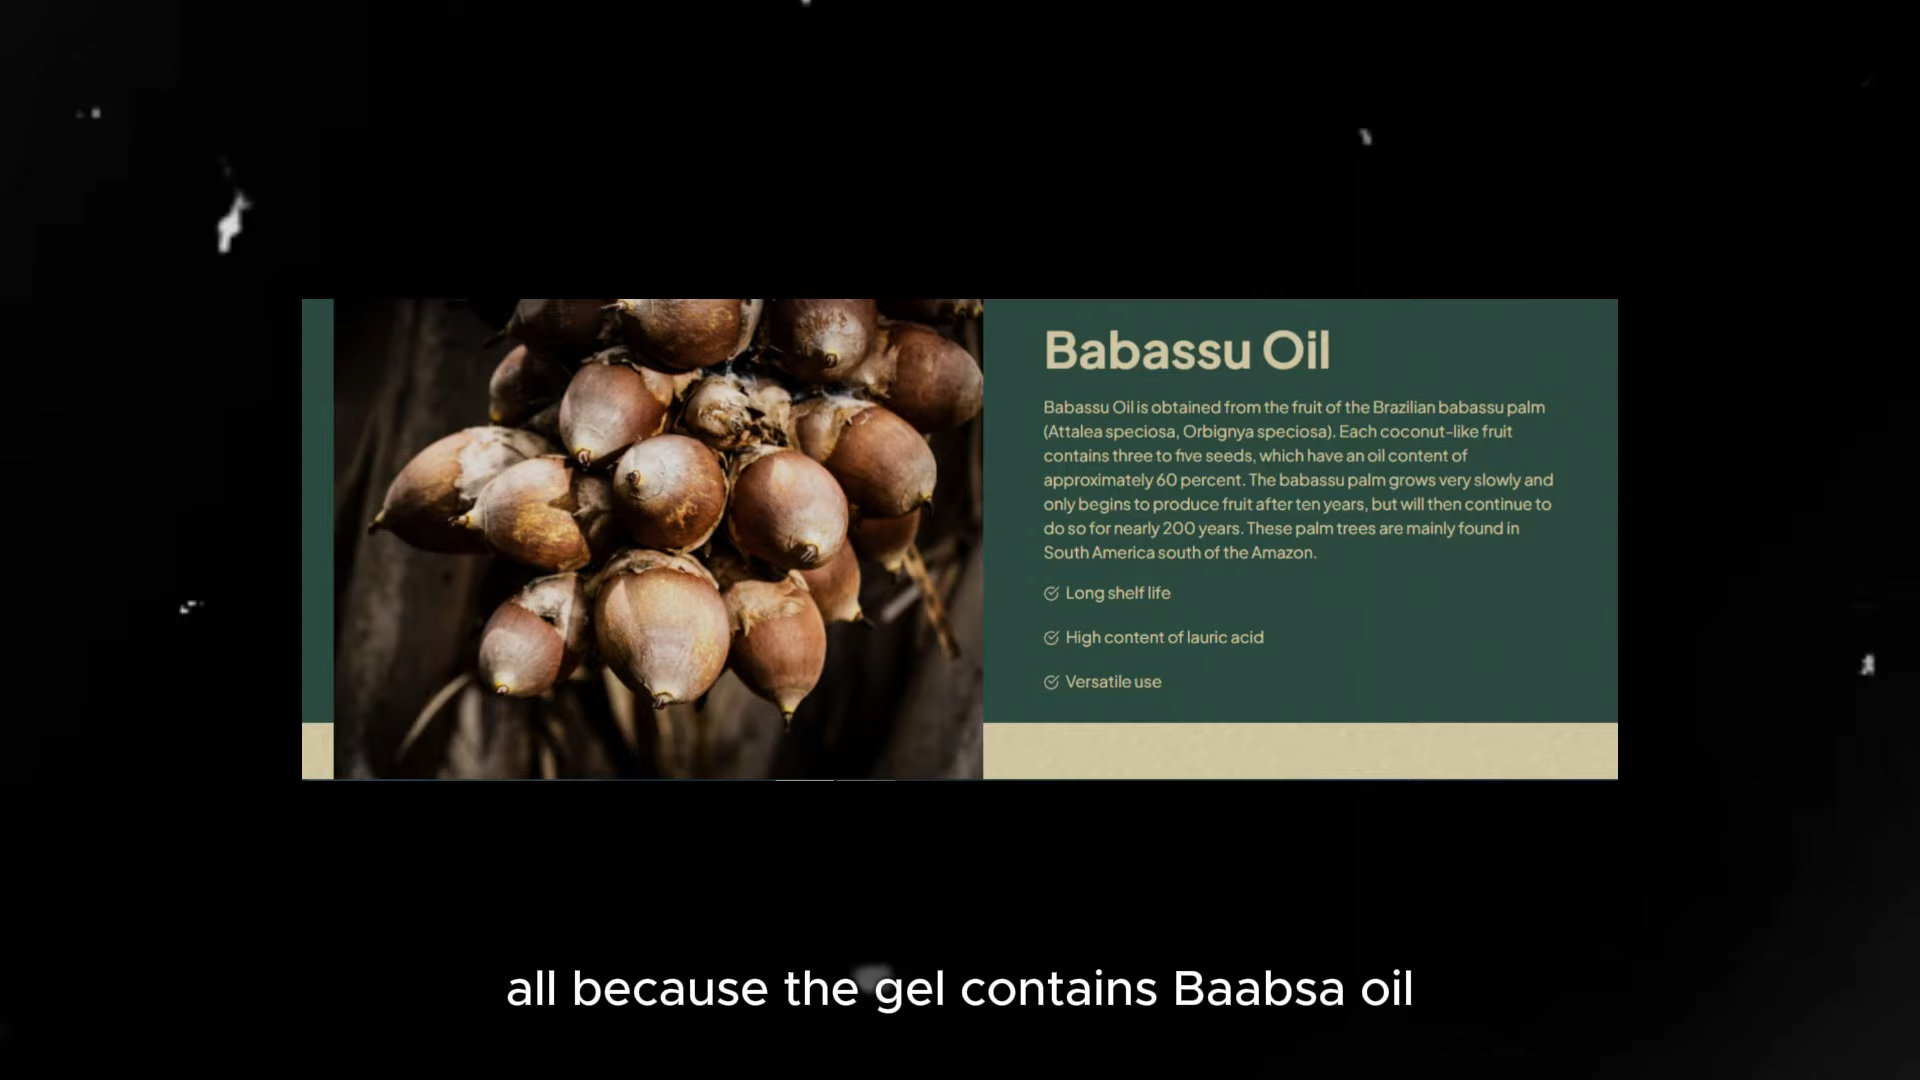 Babassu Oil
Babassu Oil is obtained from the fruit of the Brazilian babassu palm
(Attalea speciosa, Orbignya speciosa). Each coconut-like fruit
contains three to five seeds, which have an oil content of
approximately 60 percent. The babassu palm grows very slowly and
only begins to produce fruit after ten years, but will then continue to
do so for nearly 200 years. These palm trees are mainly found in
South America south of the Amazon.
Long shelf life
High content of lauric acid
Versatile use
all because the gel contains Baabsa oil